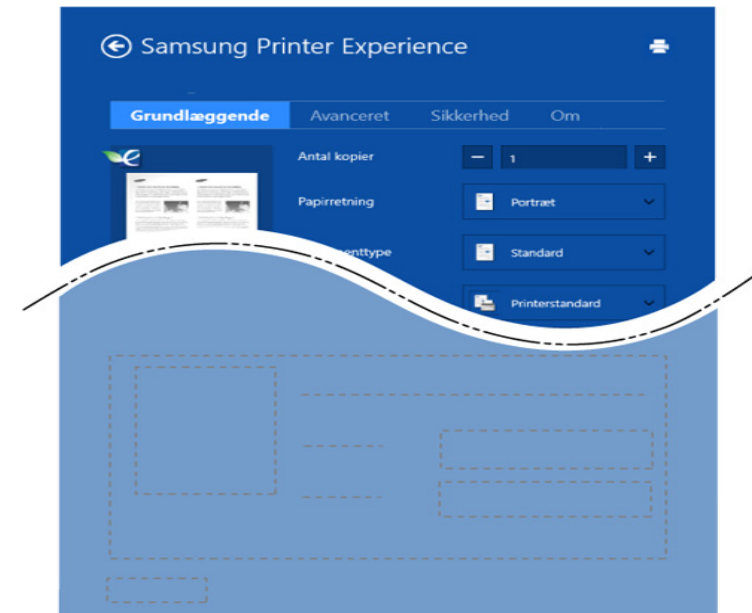 Samsung Printer Experience
Grundlæggende Avanceret Sikkerhed Om
Antal kopier 1
Papirretning Portræt
Standard
Printerstandard